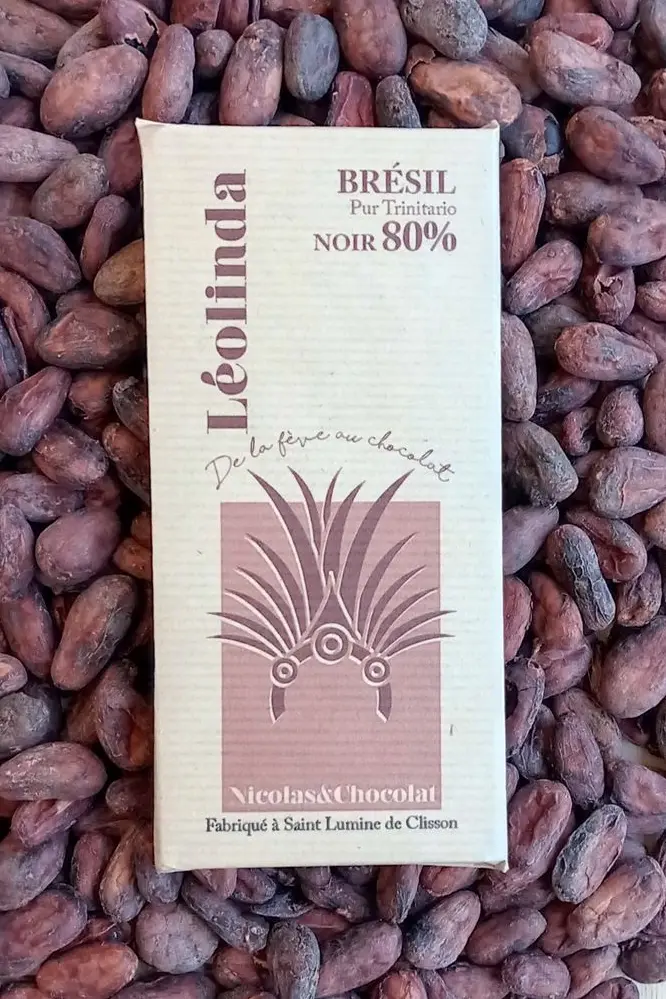 BRÉSIL
Pur Trinitario
NOIR 80%
Léolinda
De la fève au chocolat
Nicolas&Chocolat
Fabriqué à Saint Lumine de Clisson